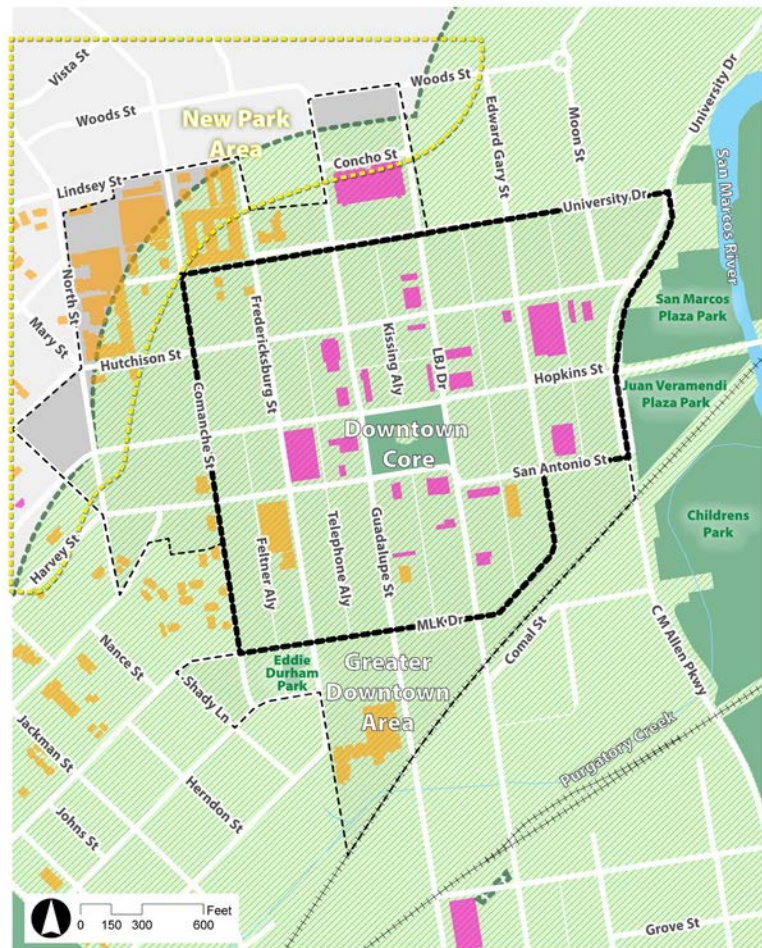 Vista St
Woods St
Woods St
University Dr
New Park
Area
Edward Gary St
Moon St
Concho St
San Marcos River
Lindsey St
University Dr
North St
Mary St
Fredericksburg St
Kissing Aly
LBJ Dr
San Marcos
Plaza Park
Hutchison St
Comanche St
Hopkins St
Juan Veramendi
Plaza Park
Downtown
Core
San Antonio St
Harvey St
Feltner Aly
Telephone Aly
Guadalupe St
Childrens
Park
MLK Dr
Comal St
C M Allen Pkwy
Nance St
Shady Ln
Eddie
Durham
Park
Greater
Downtown
Area
Jackman St
Herndon St
Purgatory Creek
Johns St
Feet
0 150 300 600
Grove St